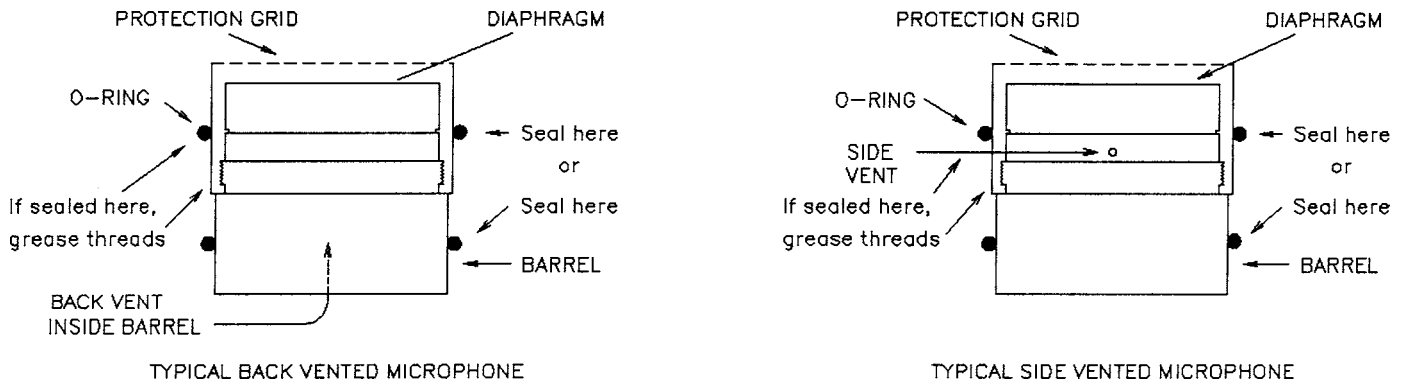 PROTECTION GRID
DIAPHRAGM
O-RING
Seal here
or
If sealed here,
grease threads
Seal here
BARREL
BACK VENT
INSIDE BARREL
TYPICAL BACK VENTED MICROPHONE
PROTECTION GRID
DIAPHRAGM
O-RING
Seal here
SIDE
VENT
or
If sealed here,
grease threads
Seal here
BARREL
TYPICAL SIDE VENTED MICROPHONE